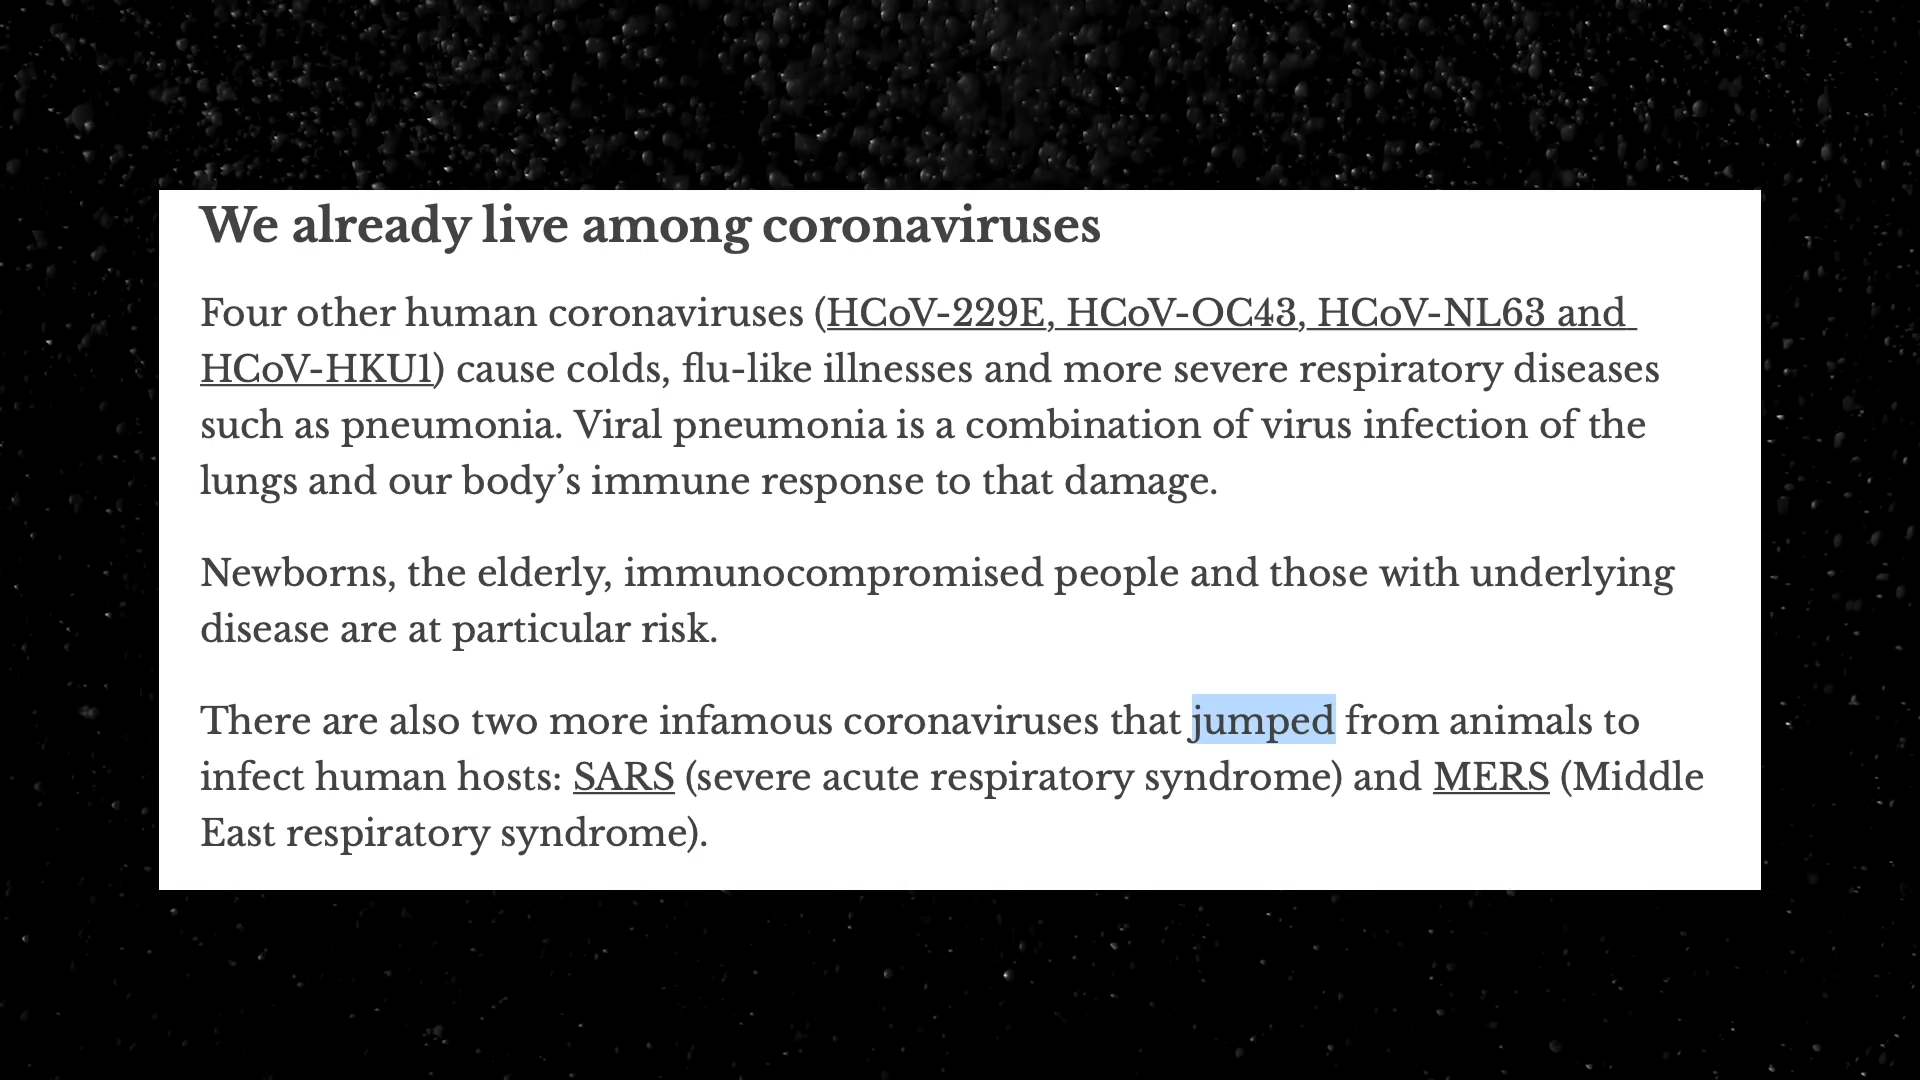 We already live among coronaviruses
Four other human coronaviruses (HCoV-229E, HCoV-OC43, HCoV-NL63 and
HCoV-HKU1) cause colds, flu-like illnesses and more severe respiratory diseases
such as pneumonia. Viral pneumonia is a combination of virus infection of the
lungs and our body’s immune response to that damage.
Newborns, the elderly, immunocompromised people and those with underlying
disease are at particular risk.
There are also two more infamous coronaviruses that jumped from animals to
infect human hosts: SARS (severe acute respiratory syndrome) and MERS (Middle
East respiratory syndrome).